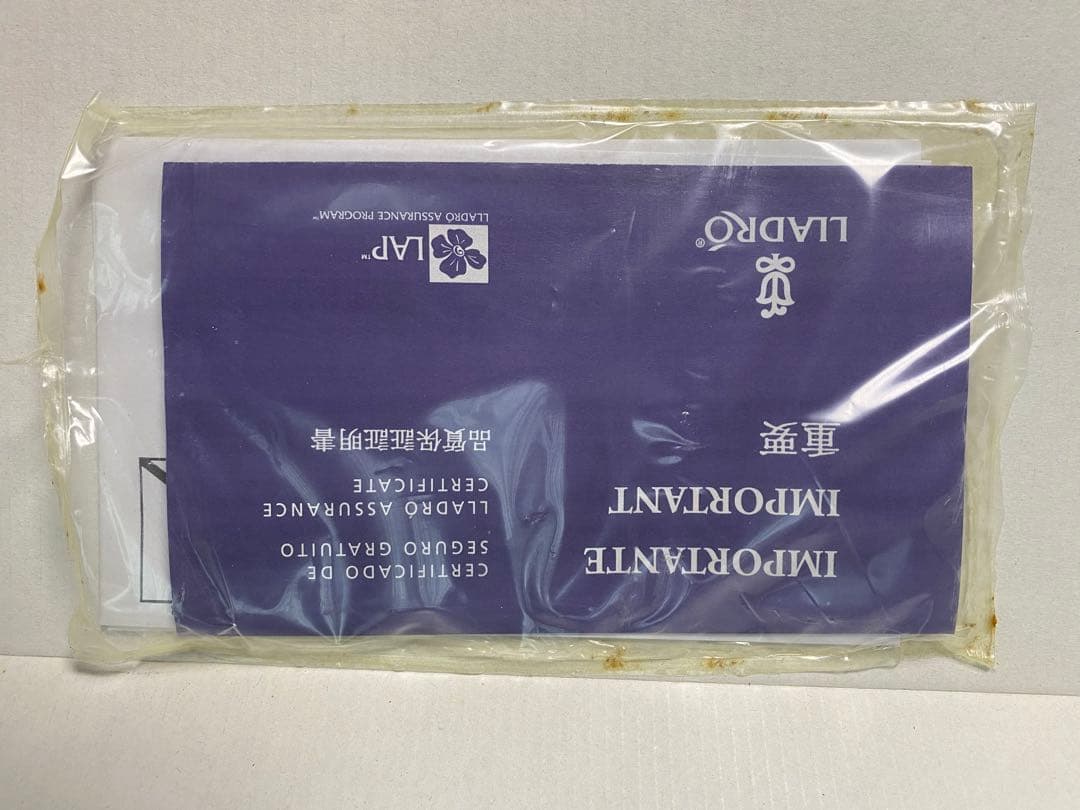 IMPORTANTE
IMPORTANT
重要
LLADRÓ®
CERTIFICADO DE
SEGURO GRATUITO
LLADRÓ ASSURANCE
CERTIFICATE
品質保証証明書
LAP™
LLADRÓ ASSURANCE PROGRAM™